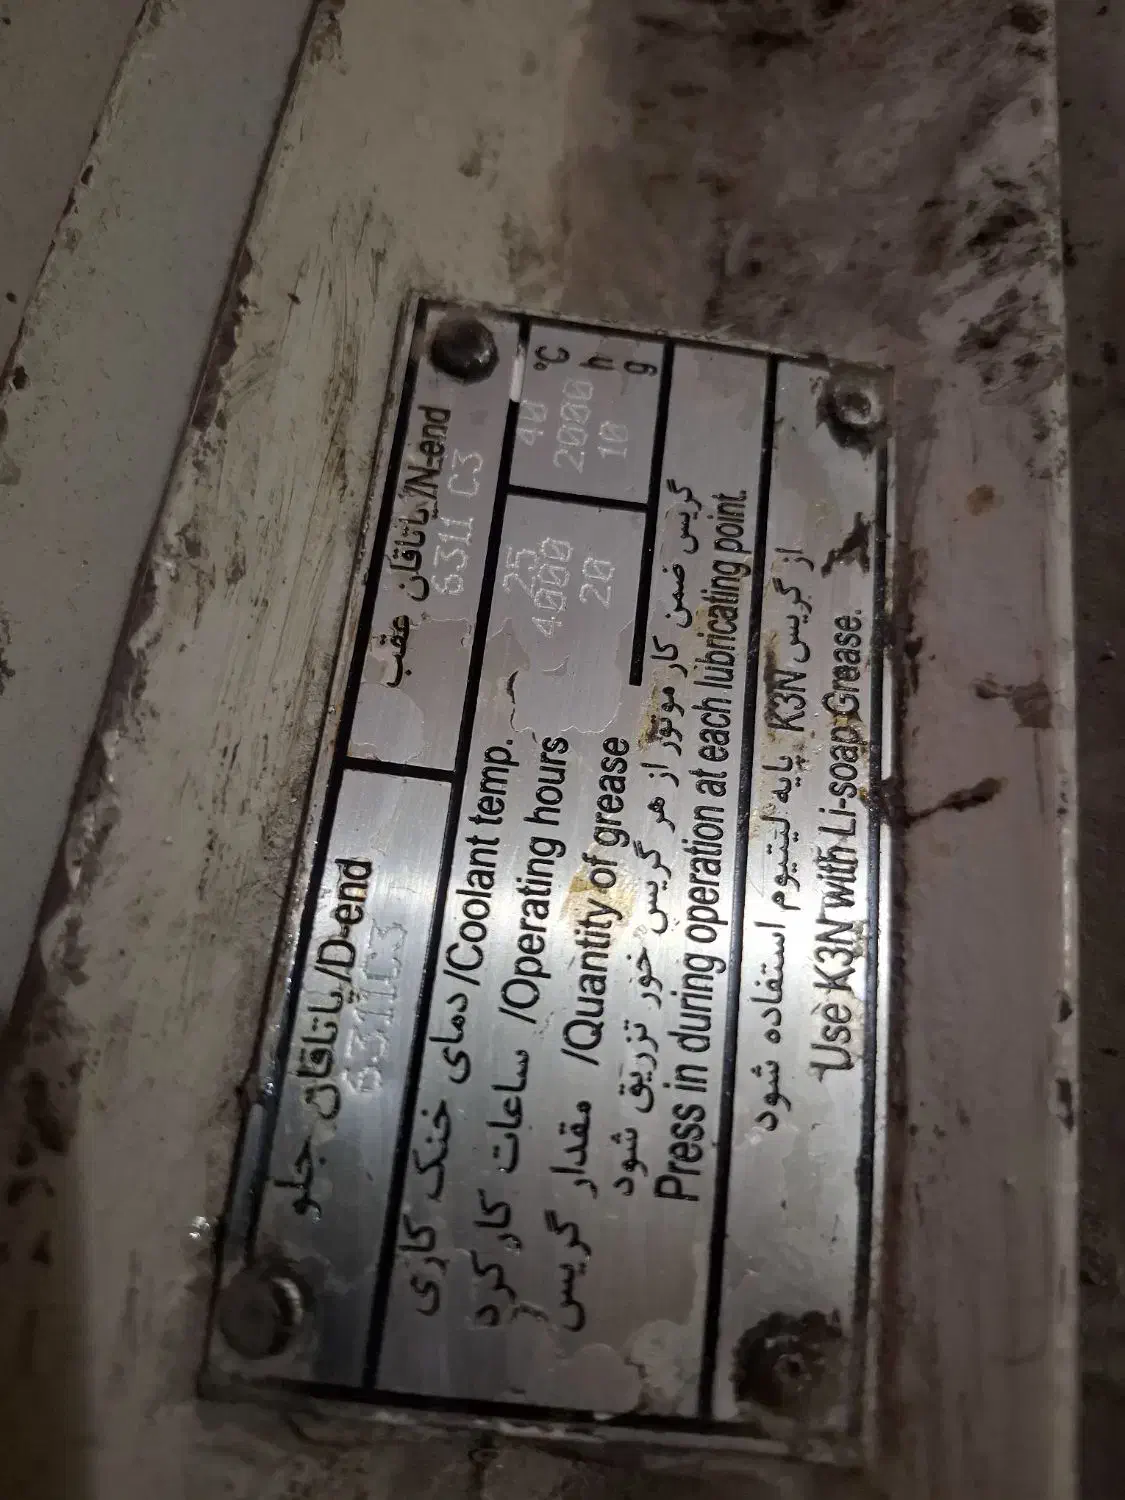 یاتاقان جلو/D-end
6311C3
یاتاقان عقب/N-end
6311 C3
دمای خنک کاری/Coolant temp. 25 40 °C
ساعات کارکرد/Operating hours 4000 2000 h
مقدار گریس/Quantity of grease 20 10 g
گریس ضمن کار موتور از هر گریس خور تزریق شود
Press in during operation at each lubricating point.
از گریس K3N پایه لیتیوم استفاده شود
Use K3N with Li-soap Grease.